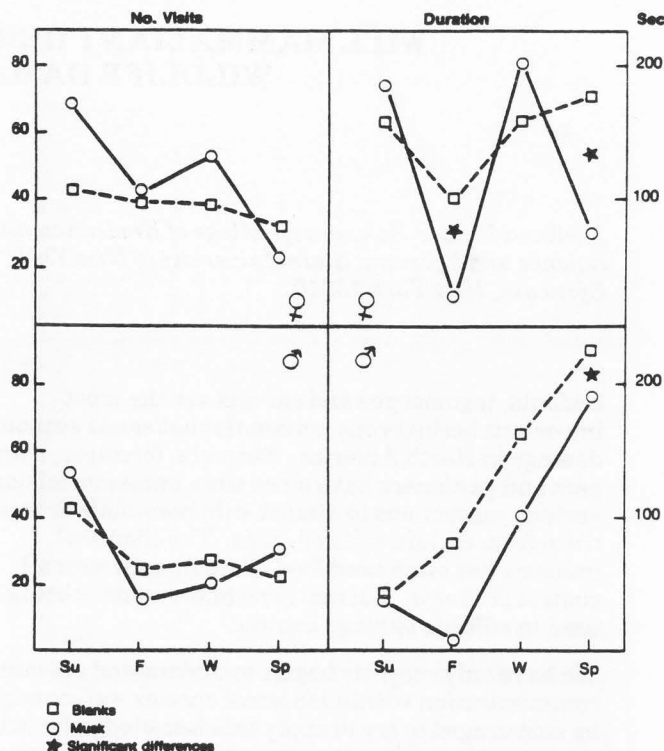 No. Visits Duration Sec
80 200
60
40 100
20
♀ ♀
♂ ♂
80 200
60
40 100
20
Su F W Sp Su F W Sp
Blanks
Musk
Significant differences